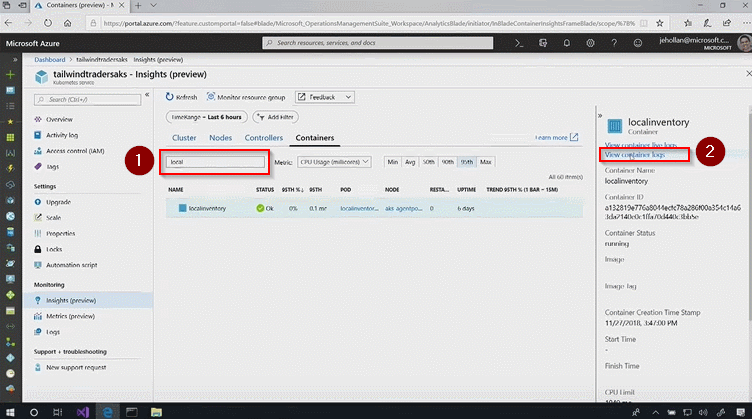 Containers (preview) - M
https://portal.azure.com/?feature.customportal=false#blade/Microsoft_OperationsManagementSuite_Workspace/AnalyticsBlade/initiator/InBladeContainerInsightsFrameBlade/scope/%7B%
Microsoft Azure
Search resources, services, and docs
jehollan@microsoft.c...
MICROSOFT
Dashboard > tailwindtradersaks - Insights (preview)
tailwindtradersaks - Insights (preview)
Kubernetes service
Search (Ctrl+/)
Overview
Activity log
Access control (IAM)
Tags
Settings
Upgrade
Scale
Properties
Locks
Automation script
Monitoring
Insights (preview)
Metrics (preview)
Logs
Support + troubleshooting
New support request
Refresh
Monitor resource group
Feedback
TimeRange = Last 6 hours
Add Filter
Cluster
Nodes
Controllers
Containers
Learn more
1
local
Metric:
CPU Usage (millicores)
Min
Avg
50th
90th
95th
Max
All 60 item(s)
NAME
STATUS
95TH %
95TH
POD
NODE
RESTA...
UPTIME
TREND 95TH % (1 BAR = 15M)
localinventory
Ok
0%
0.1 mc
localinventor...
aks-agentpo...
0
6 days
localinventory
Container
View container live logs
View container logs
2
Container Name
localinventory
Container ID
Container Status
running
Image
Image Tag
Container Creation Time Stamp
11/27/2018, 3:47:00 PM
Start Time
-
Finish Time
-
CPU Limit